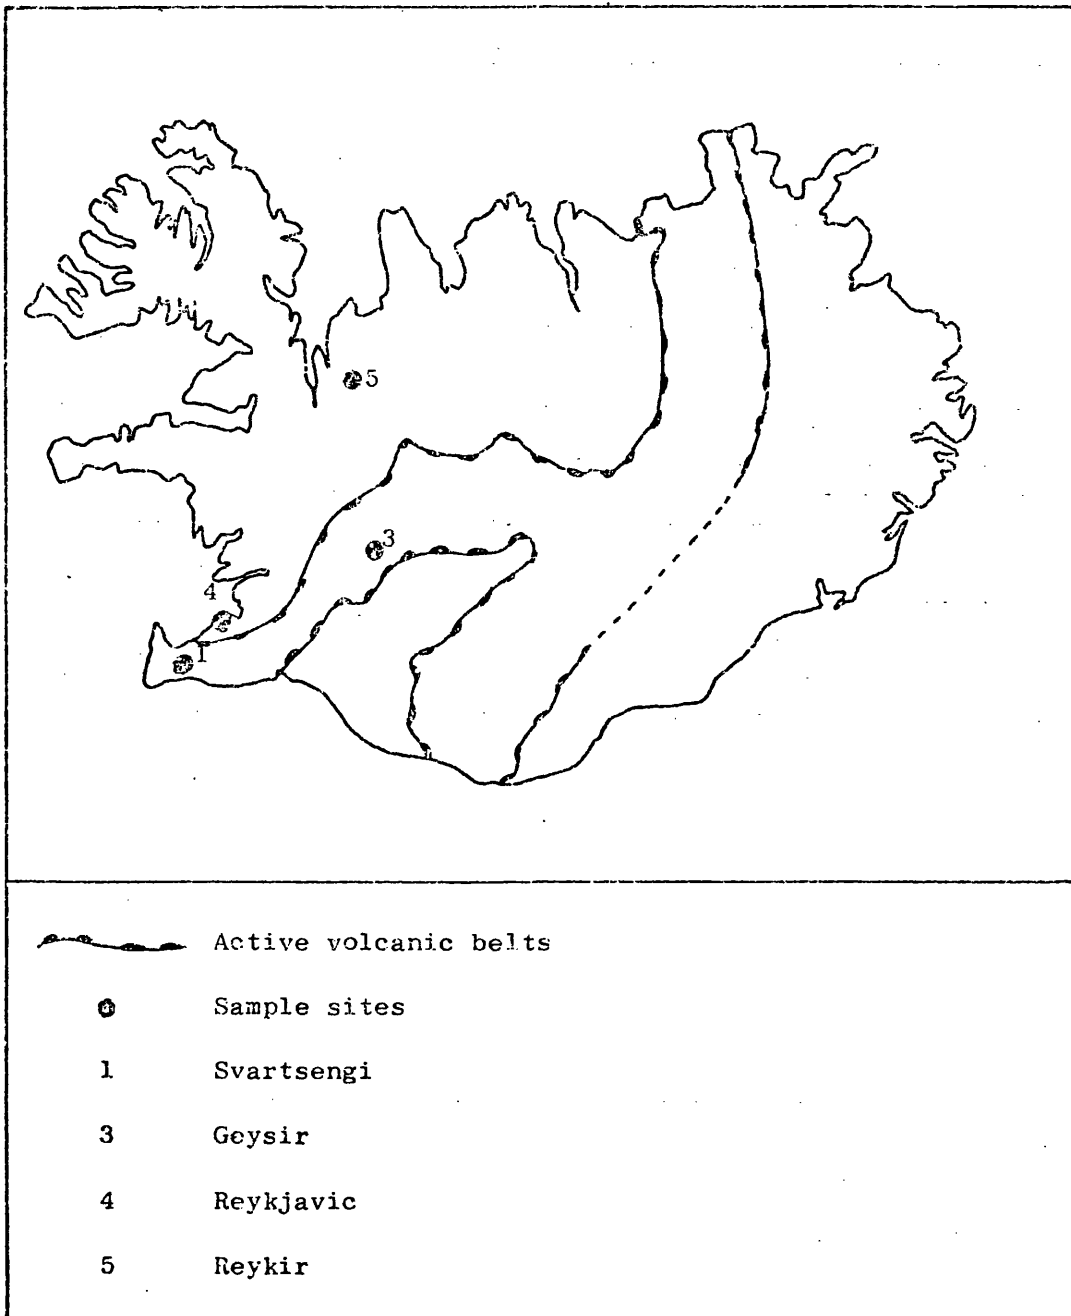 5
3
4
1
Active volcanic belts
Sample sites
1 Svartsengi
3 Geysir
4 Reykjavic
5 Reykir